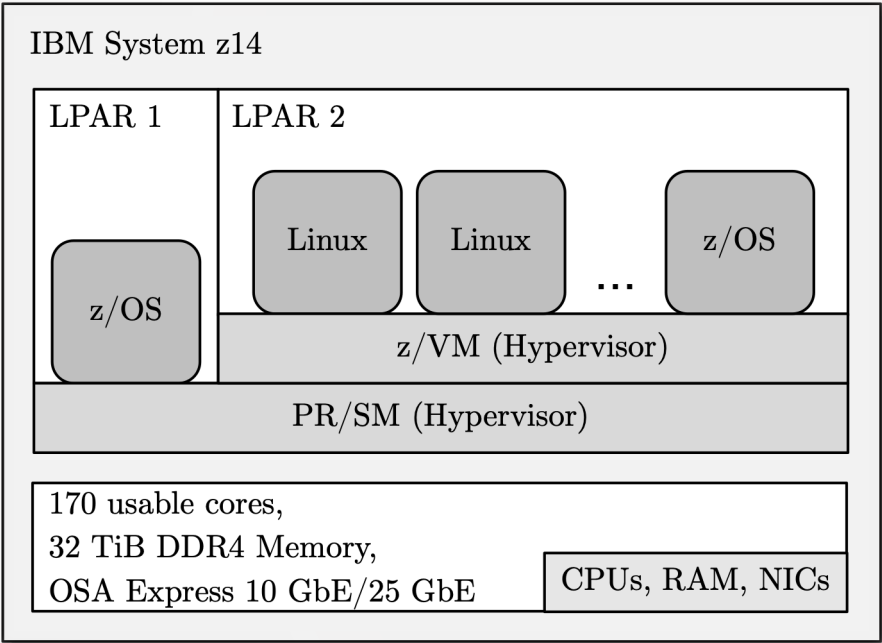 IBM System z14
LPAR 1
LPAR 2
Linux
Linux
...
z/OS
z/OS
z/VM (Hypervisor)
PR/SM (Hypervisor)
170 usable cores,
32 TiB DDR4 Memory,
OSA Express 10 GbE/25 GbE
CPUs, RAM, NICs